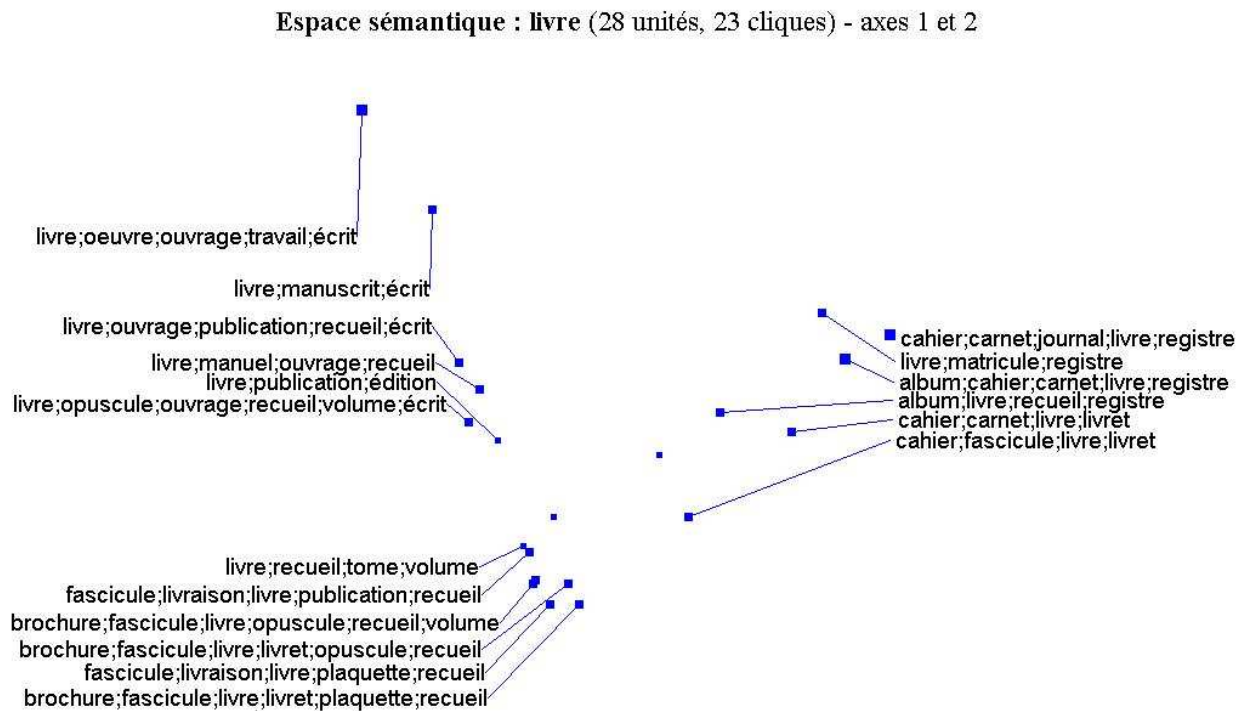 Espace sémantique : livre (28 unités, 23 cliques) - axes 1 et 2
livre;oeuvre;ouvrage;travail;écrit
livre;manuscrit;écrit
livre;ouvrage;publication;recueil;écrit
livre;manuel;ouvrage;recueil
livre;publication;édition
livre;opuscule;ouvrage;recueil;volume;écrit
cahier;carnet;journal;livre;registre
livre;matricule;registre
album;cahier;carnet;livre;registre
album;livre;recueil;registre
cahier;carnet;livre;livret
cahier;fascicule;livre;livret
livre;recueil;tome;volume
fascicule;livraison;livre;publication;recueil
brochure;fascicule;livre;opuscule;recueil;volume
brochure;fascicule;livre;livret;opuscule;recueil
fascicule;livraison;livre;plaquette;recueil
brochure;fascicule;livre;livret;plaquette;recueil